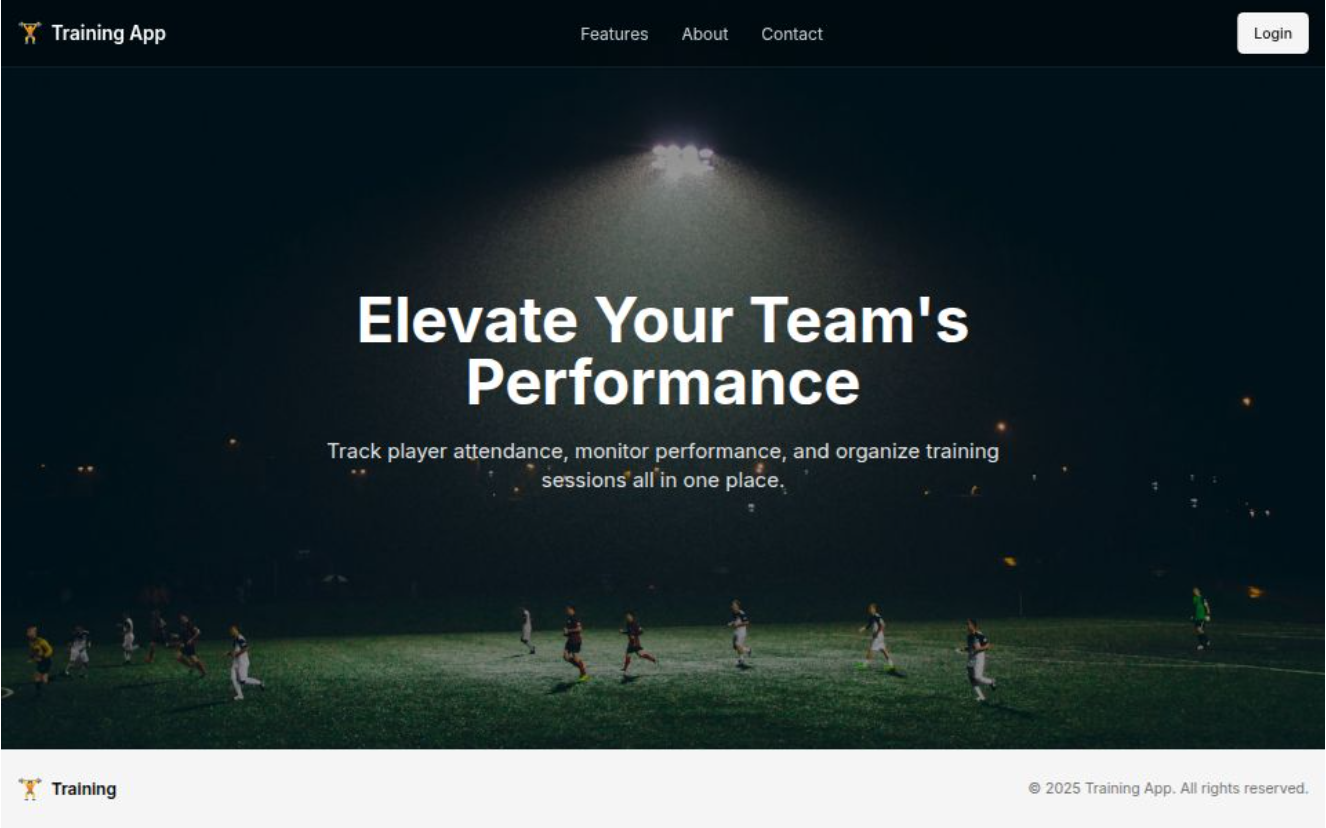 Training App
Features
About
Contact
Login
Elevate Your Team's
Performance
Track player attendance, monitor performance, and organize training
sessions all in one place.
Training
© 2025 Training App. All rights reserved.